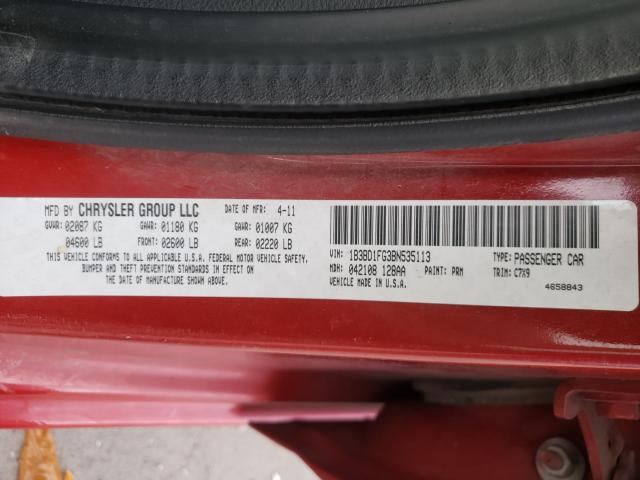 MFD BY CHRYSLER GROUP LLC DATE OF MFR: 4-11
GVWR: 02087 KG GAWR: 01180 KG GAWR: 01007 KG
04600 LB FRONT: 02600 LB REAR: 02220 LB
THIS VEHICLE CONFORMS TO ALL APPLICABLE U.S.A. FEDERAL MOTOR VEHICLE SAFETY,
BUMPER AND THEFT PREVENTION STANDARDS IN EFFECT ON
THE DATE OF MANUFACTURE SHOWN ABOVE.
VIN: 1B3BD1FG3BN535113 TYPE: PASSENGER CAR
MDH: 042108 128AA PAINT: PRM TRIM: C7X9
VEHICLE MADE IN U.S.A. 4658843